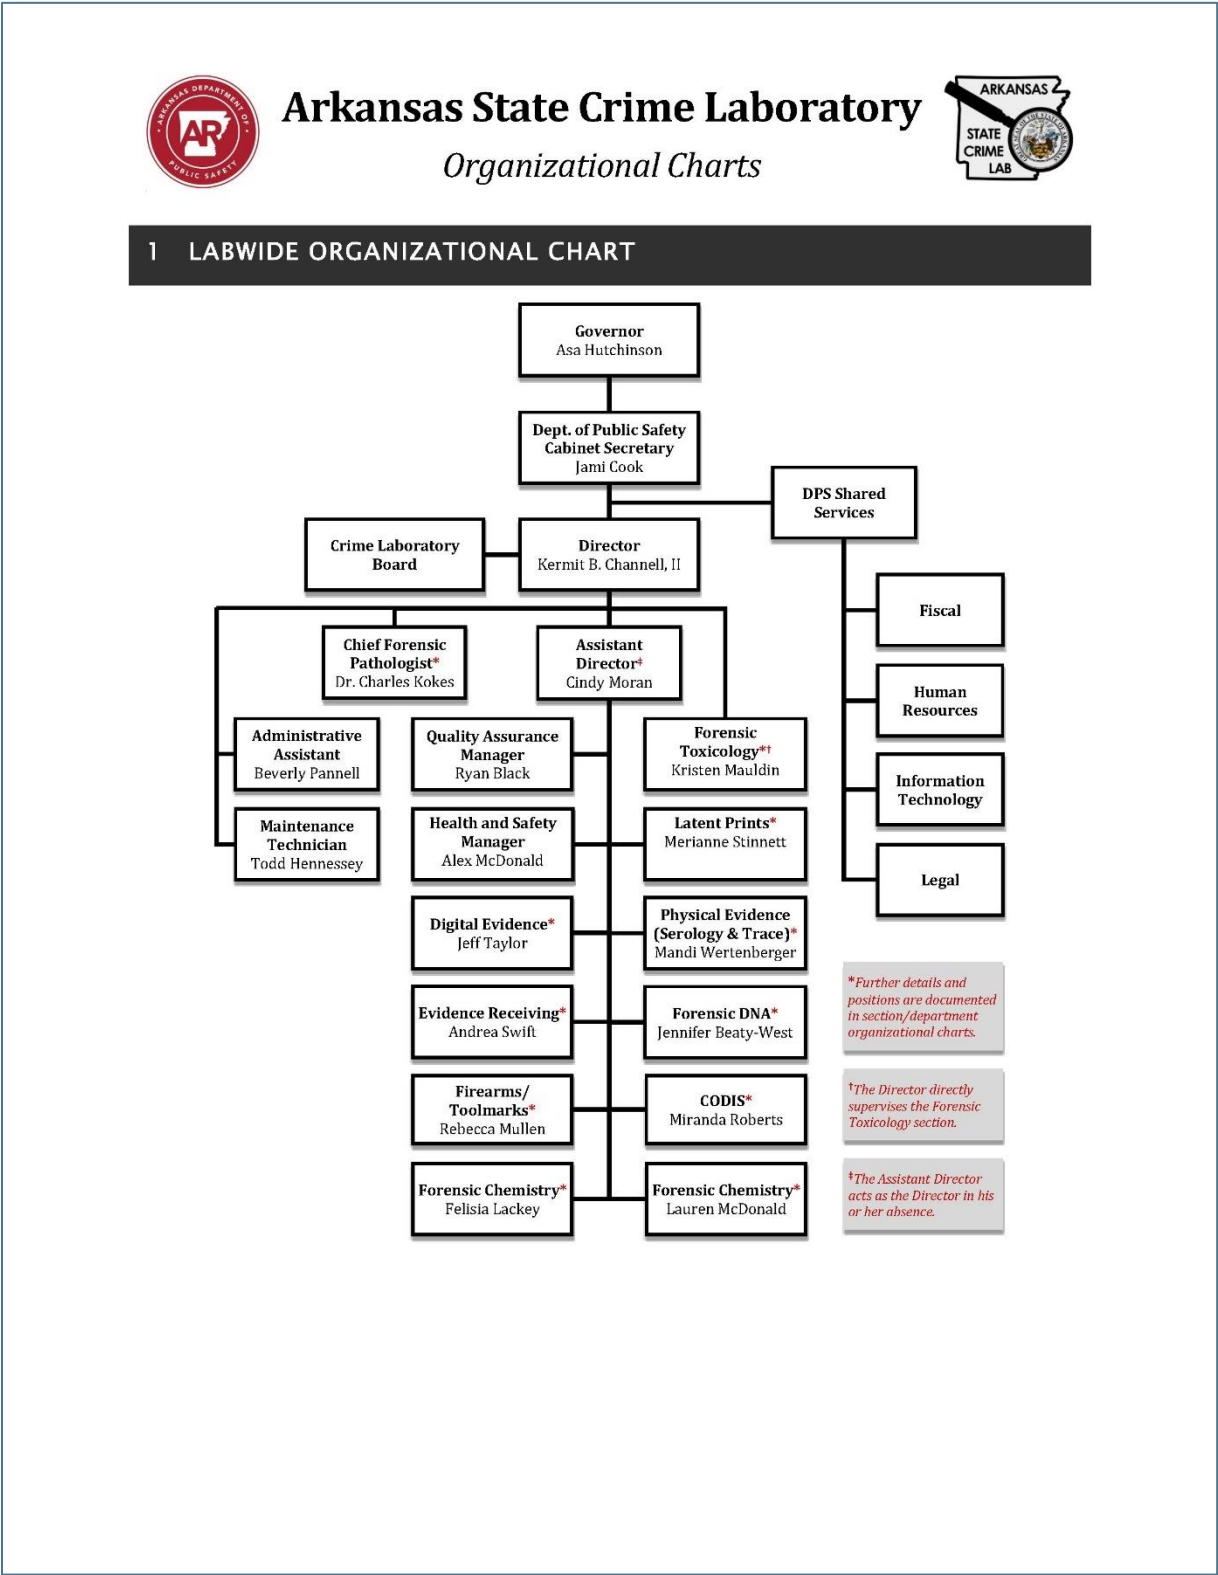 ARKANSAS DEPARTMENT OF
AR
PUBLIC SAFETY
Arkansas State Crime Laboratory
Organizational Charts
ARKANSAS
STATE
CRIME
LAB
1 LABWIDE ORGANIZATIONAL CHART
Governor
Asa Hutchinson
Dept. of Public Safety
Cabinet Secretary
Jami Cook
DPS Shared
Services
Crime Laboratory
Board
Director
Kermit B. Channell, II
Fiscal
Human
Resources
Information
Technology
Legal
Chief Forensic
Pathologist*
Dr. Charles Kokes
Assistant
Director‡
Cindy Moran
Administrative
Assistant
Beverly Pannell
Quality Assurance
Manager
Ryan Black
Forensic
Toxicology*†
Kristen Mauldin
Maintenance
Technician
Todd Hennessey
Health and Safety
Manager
Alex McDonald
Latent Prints*
Merianne Stinnett
Digital Evidence*
Jeff Taylor
Physical Evidence
(Serology & Trace)*
Mandi Wertenberger
Evidence Receiving*
Andrea Swift
Forensic DNA*
Jennifer Beaty-West
Firearms/
Toolmarks*
Rebecca Mullen
CODIS*
Miranda Roberts
Forensic Chemistry*
Felisia Lackey
Forensic Chemistry*
Lauren McDonald
*Further details and
positions are documented
in section/department
organizational charts.
†The Director directly
supervises the Forensic
Toxicology section.
‡The Assistant Director
acts as the Director in his
or her absence.